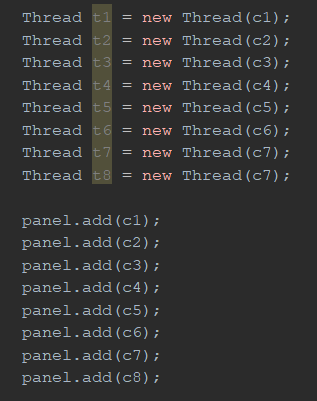 Thread t1 = new Thread(c1);
Thread t2 = new Thread(c2);
Thread t3 = new Thread(c3);
Thread t4 = new Thread(c4);
Thread t5 = new Thread(c5);
Thread t6 = new Thread(c6);
Thread t7 = new Thread(c7);
Thread t8 = new Thread(c7);
panel.add(c1);
panel.add(c2);
panel.add(c3);
panel.add(c4);
panel.add(c5);
panel.add(c6);
panel.add(c7);
panel.add(c8);